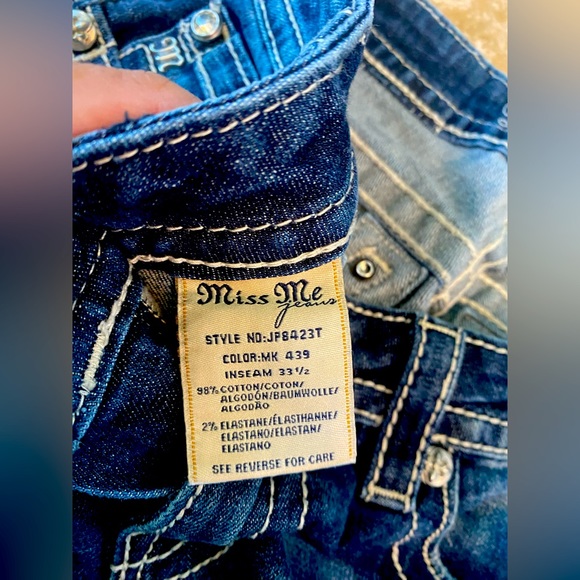 Miss Me
jeans
STYLE NO:JP8423T
COLOR:MK 439
INSEAM 33 1/2
98% COTTON/COTON/
ALGODÓN/BAUMWOLLE/
ALGODÃO
2% ELASTANE/ÉLASTHANNE/
ELASTANO/ELASTAN/
ELASTANO
SEE REVERSE FOR CARE